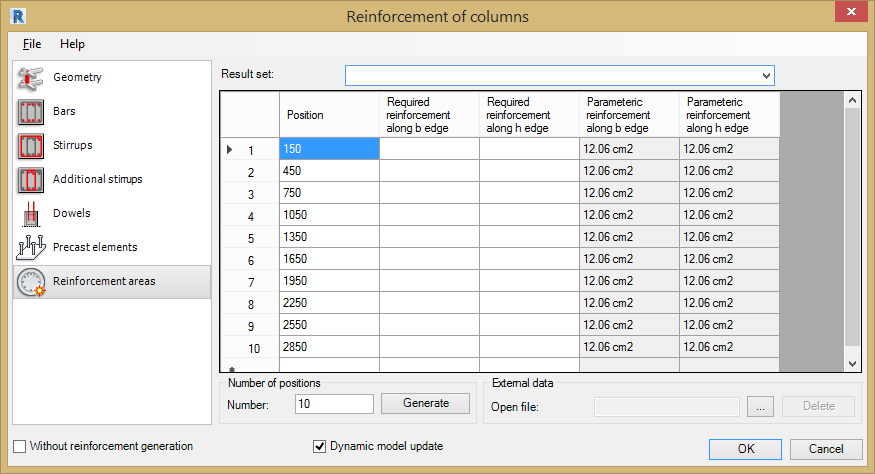 Reinforcement of columns
File Help
Geometry
Bars
Stirrups
Additional stirrups
Dowels
Precast elements
Reinforcement areas
Result set:
Position Required reinforcement along b edge Required reinforcement along h edge Parameteric reinforcement along b edge Parameteric reinforcement along h edge
1 150 12.06 cm2 12.06 cm2
2 450 12.06 cm2 12.06 cm2
3 750 12.06 cm2 12.06 cm2
4 1050 12.06 cm2 12.06 cm2
5 1350 12.06 cm2 12.06 cm2
6 1650 12.06 cm2 12.06 cm2
7 1950 12.06 cm2 12.06 cm2
8 2250 12.06 cm2 12.06 cm2
9 2550 12.06 cm2 12.06 cm2
10 2850 12.06 cm2 12.06 cm2
Number of positions
Number: 10 Generate
External data
Open file: ... Delete
Without reinforcement generation
Dynamic model update
OK Cancel